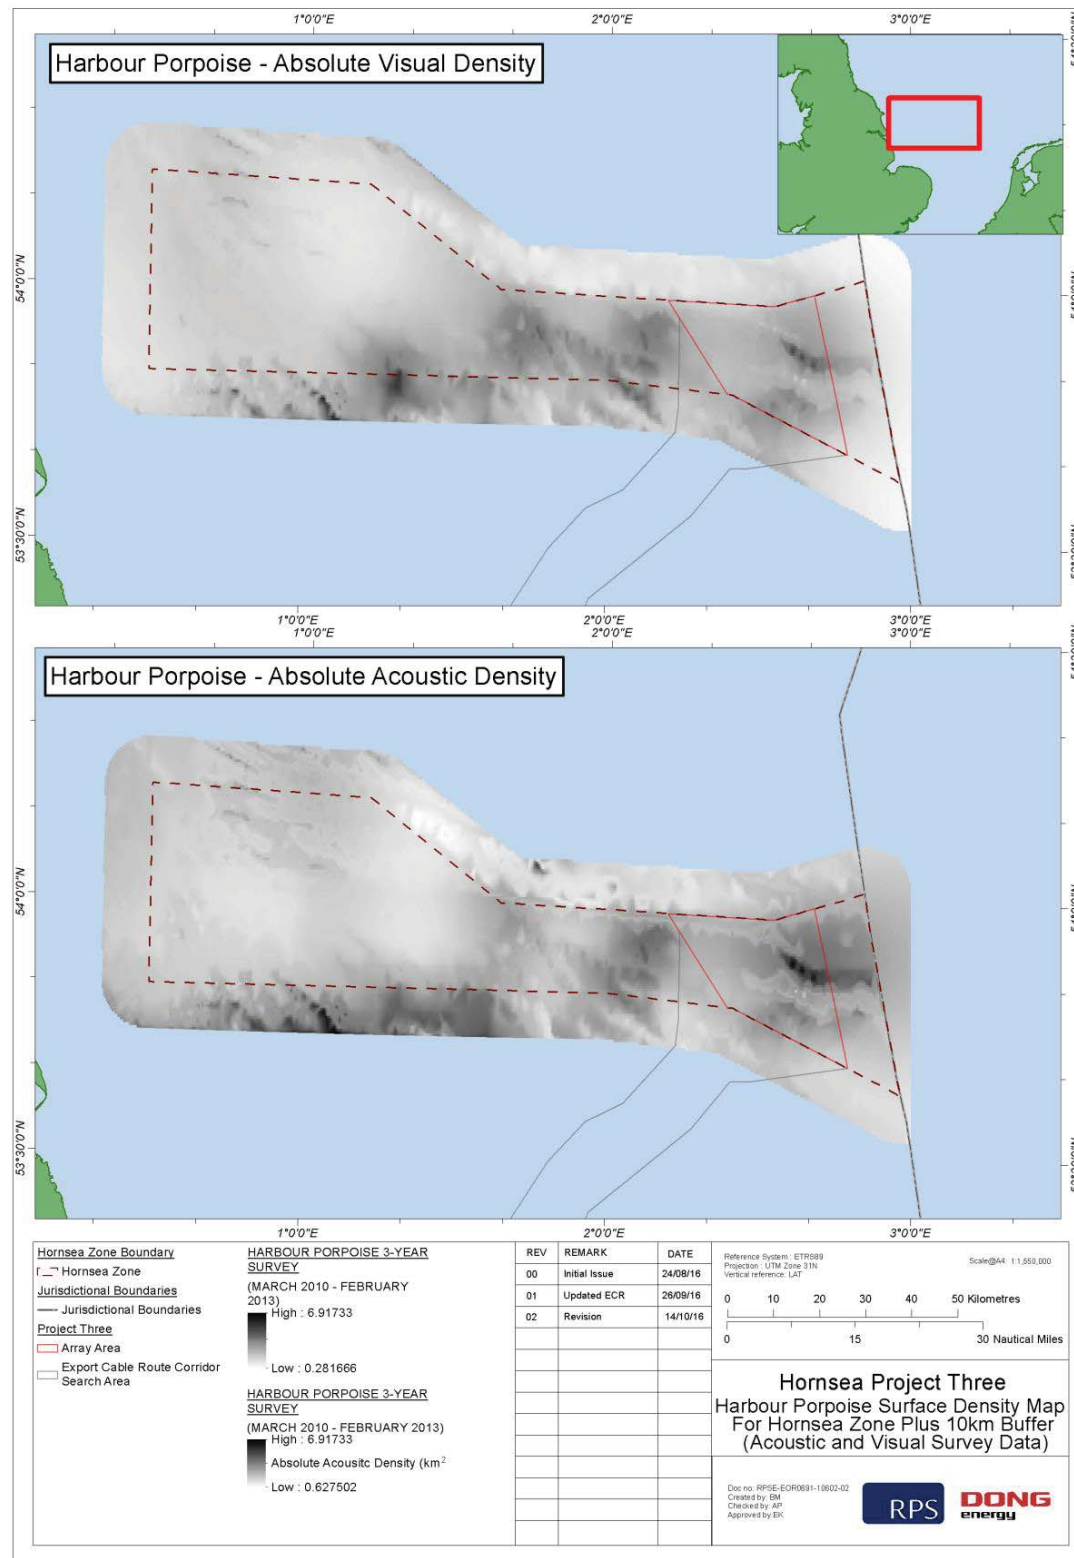 1°0'0"E 2°0'0"E 3°0'0"E
Harbour Porpoise - Absolute Visual Density
54°0'0"N
53°30'0"N
1°0'0"E 2°0'0"E 3°0'0"E
1°0'0"E 2°0'0"E 3°0'0"E
Harbour Porpoise - Absolute Acoustic Density
54°0'0"N
53°30'0"N
1°0'0"E 2°0'0"E 3°0'0"E
Hornsea Zone Boundary
Hornsea Zone
Jurisdictional Boundaries
Jurisdictional Boundaries
Project Three
Array Area
Export Cable Route Corridor
Search Area
HARBOUR PORPOISE 3-YEAR
SURVEY
(MARCH 2010 - FEBRUARY
2013)
High : 6.91733
Low : 0.281666
HARBOUR PORPOISE 3-YEAR
SURVEY
(MARCH 2010 - FEBRUARY 2013)
High : 6.91733
Absolute Acousitc Density (km²
Low : 0.627502
REV REMARK DATE
00 Initial Issue 24/08/16
01 Updated ECR 26/09/16
02 Revision 14/10/16
Reference System : ETRS89
Projection : UTM Zone 31N
Vertical reference: LAT
Scale@A4: 1:1,550,000
0 10 20 30 40 50 Kilometres
0 15 30 Nautical Miles
Hornsea Project Three
Harbour Porpoise Surface Density Map
For Hornsea Zone Plus 10km Buffer
(Acoustic and Visual Survey Data)
Doc no: RPSE-EOR0691-10602-02
Created by: BM
Checked by: AP
Approved by: EK
RPS
DONG
energy